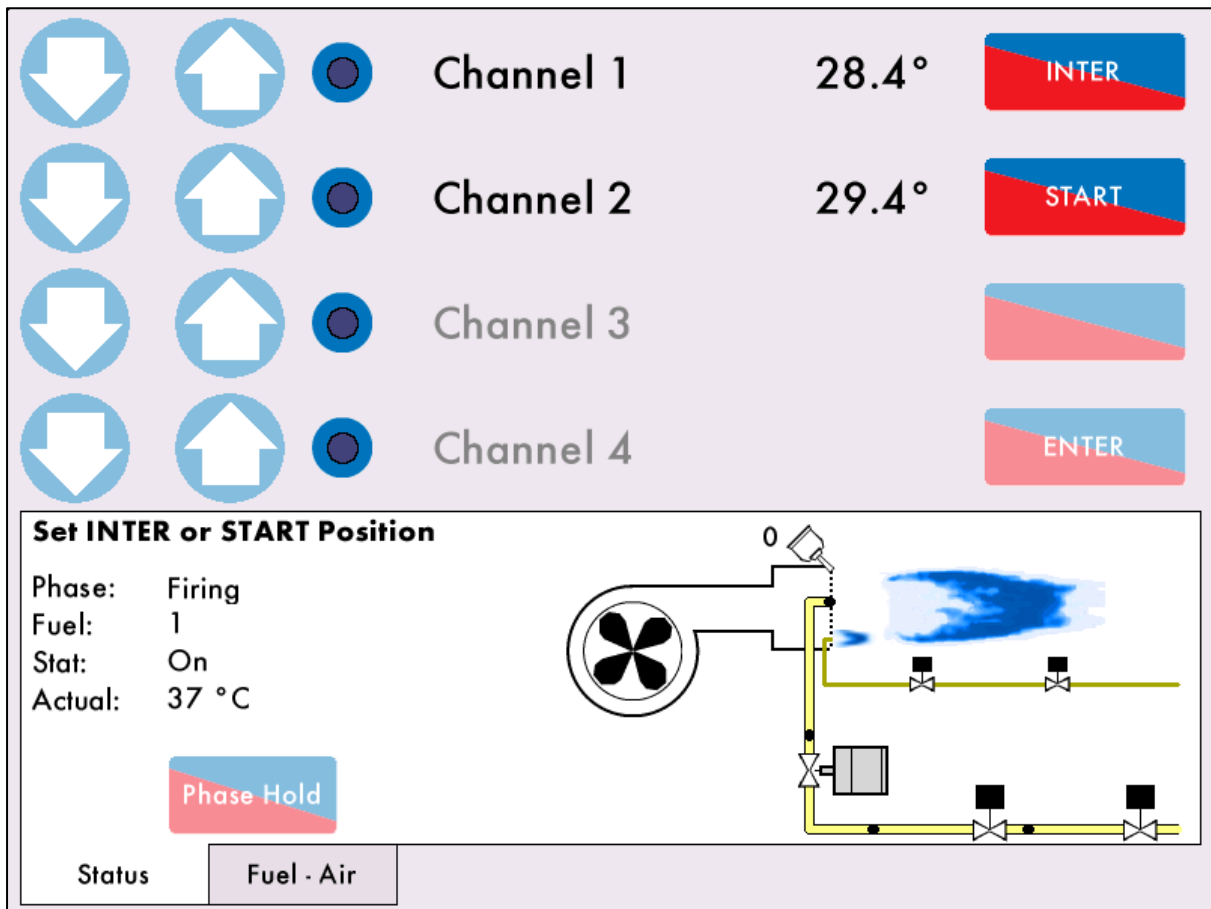 Channel 1 28.4° INTER
Channel 2 29.4° START
Channel 3
Channel 4 ENTER
Set INTER or START Position
0
Phase: Firing
Fuel: 1
Stat: On
Actual: 37 °C
Phase Hold
Status Fuel - Air